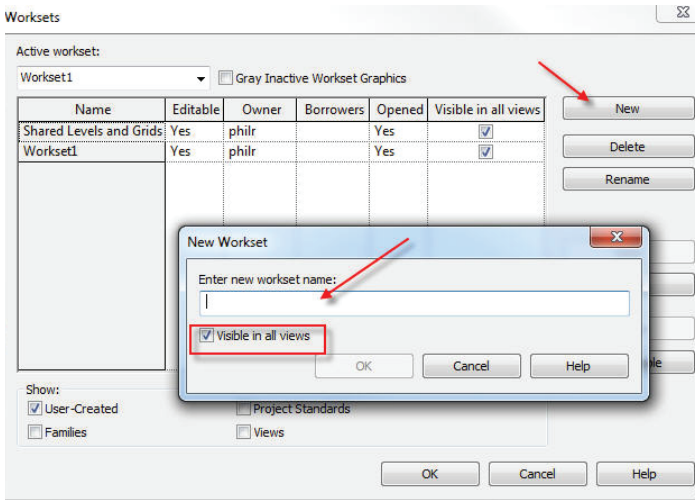 Worksets
Active workset:
Workset1
Gray Inactive Workset Graphics
Name Editable Owner Borrowers Opened Visible in all views
Shared Levels and Grids Yes philr Yes
Workset1 Yes philr Yes
New
Delete
Rename
New Workset
Enter new workset name:
Visible in all views
OK Cancel Help
Show:
User-Created
Project Standards
Families
Views
OK Cancel Help